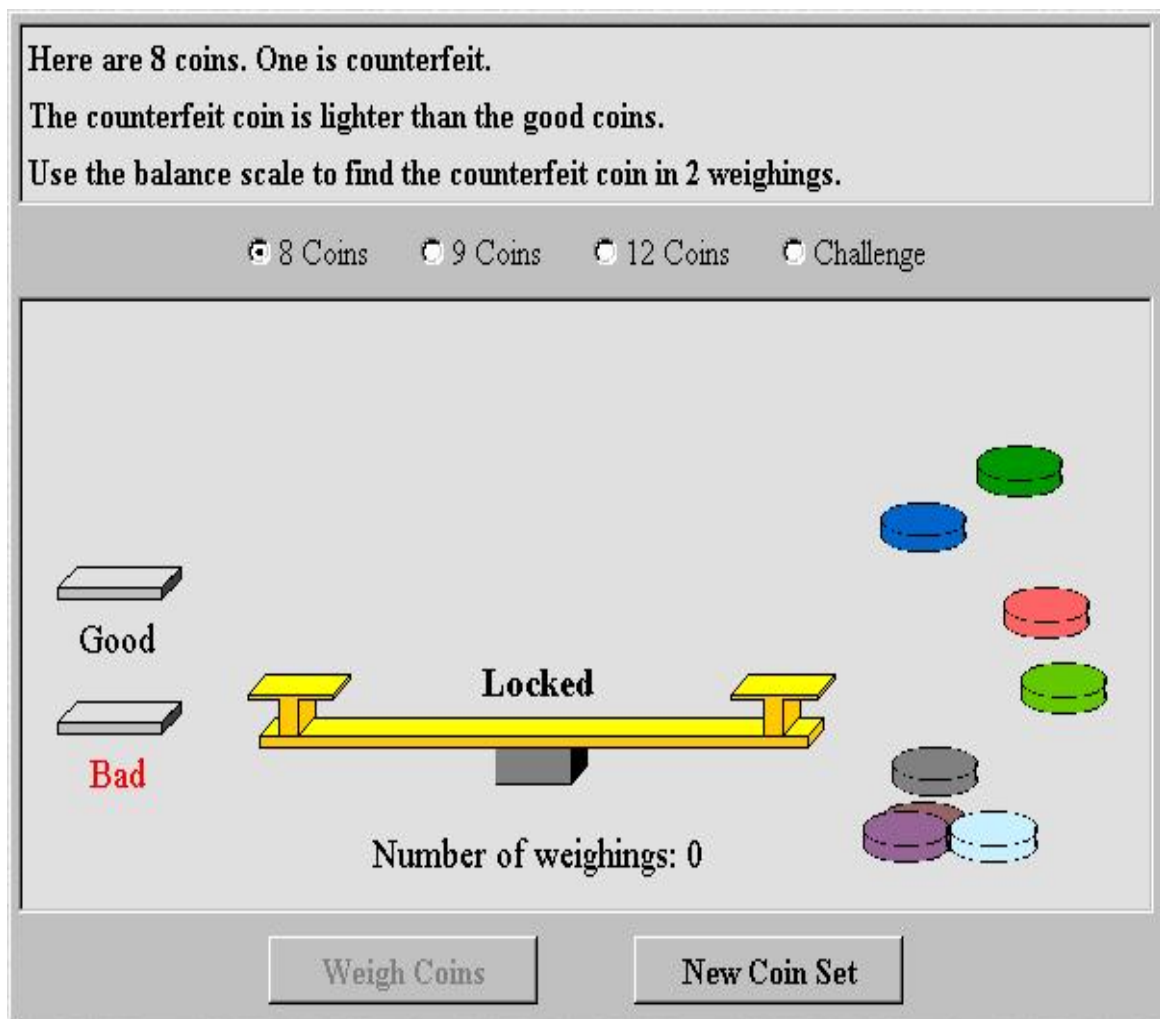 Here are 8 coins. One is counterfeit.
The counterfeit coin is lighter than the good coins.
Use the balance scale to find the counterfeit coin in 2 weighings.
8 Coins 9 Coins 12 Coins Challenge
Good
Locked
Bad
Number of weighings: 0
Weigh Coins New Coin Set